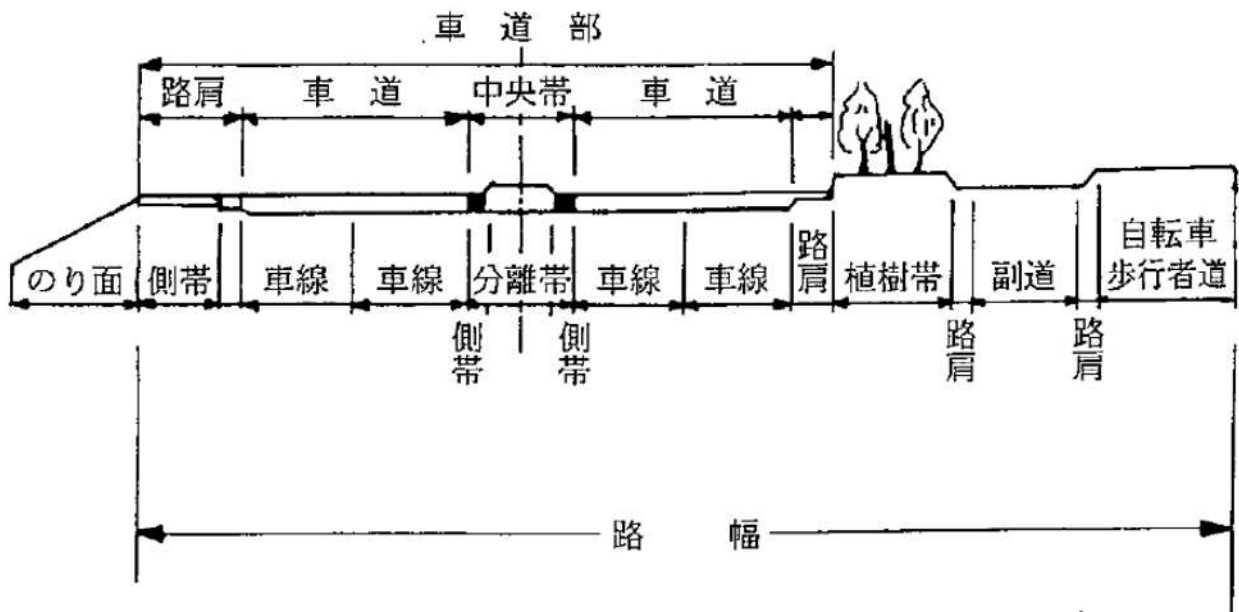 車道部
路肩 車道 中央帯 車道
自転車
のり面 側帯 車線 車線 分離帯 車線 車線 路肩 植樹帯 副道 歩行者道
側帯 側帯 路肩 路肩
路幅